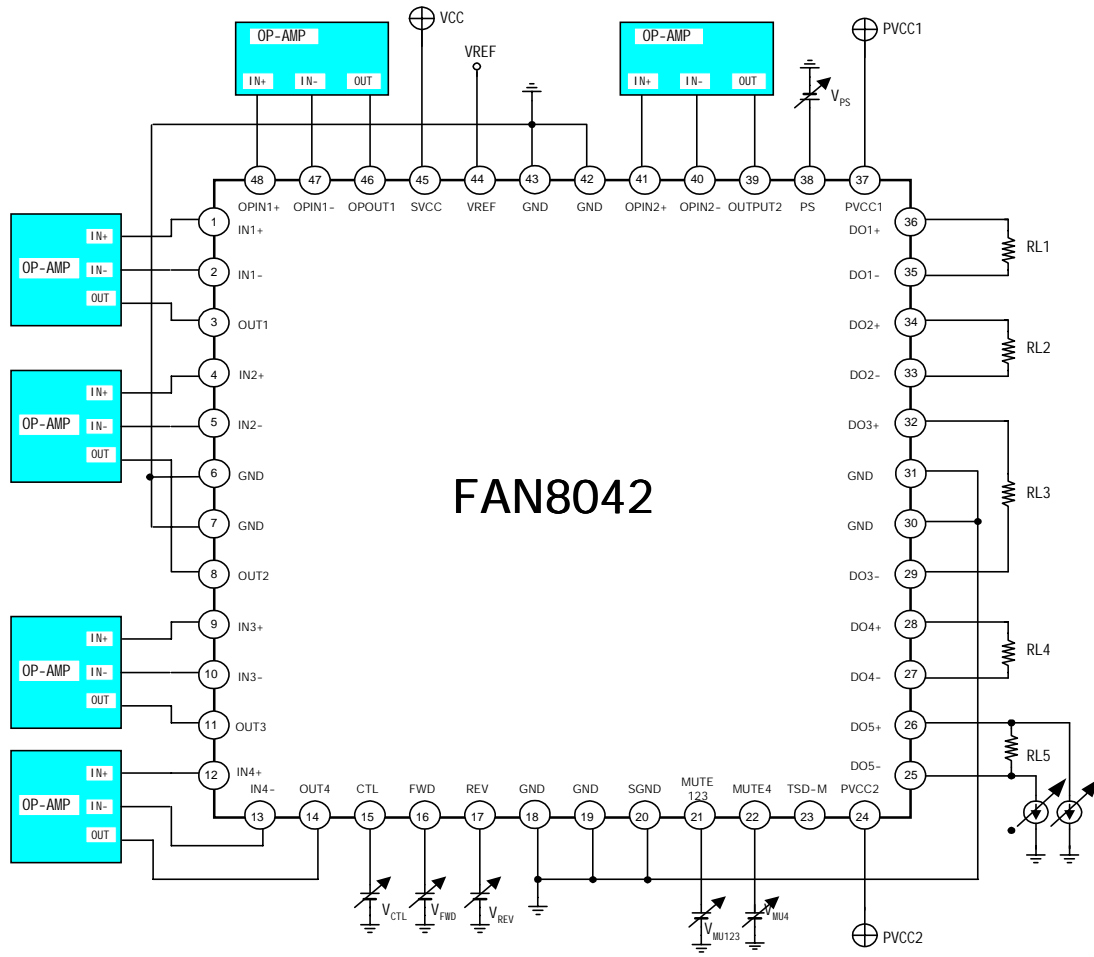 VCC
PVCC1
OP-AMP
OP-AMP
VREF
IN+ IN- OUT
IN+ IN- OUT
VPS
48 47 46 45 44 43 42 41 40 39 38 37
OPIN1+ OPIN1- OPOUT1 SVCC VREF GND GND OPIN2+ OPIN2- OUTPUT2 PS PVCC1
1 IN1+
2 IN1-
3 OUT1
4 IN2+
5 IN2-
6 GND
7 GND
8 OUT2
9 IN3+
10 IN3-
11 OUT3
12 IN4+
IN+
OP-AMP IN-
OUT
IN+
OP-AMP IN-
OUT
IN+
OP-AMP IN-
OUT
IN+
OP-AMP IN-
OUT
FAN8042
DO1+ 36
DO1- 35
DO2+ 34
DO2- 33
DO3+ 32
GND 31
GND 30
DO3- 29
DO4+ 28
DO4- 27
DO5+ 26
DO5- 25
RL1
RL2
RL3
RL4
RL5
IN4- OUT4 CTL FWD REV GND GND SGND MUTE 123 MUTE4 TSD-M PVCC2
13 14 15 16 17 18 19 20 21 22 23 24
VCTL VFWD VREV VMU123 VMU4
PVCC2